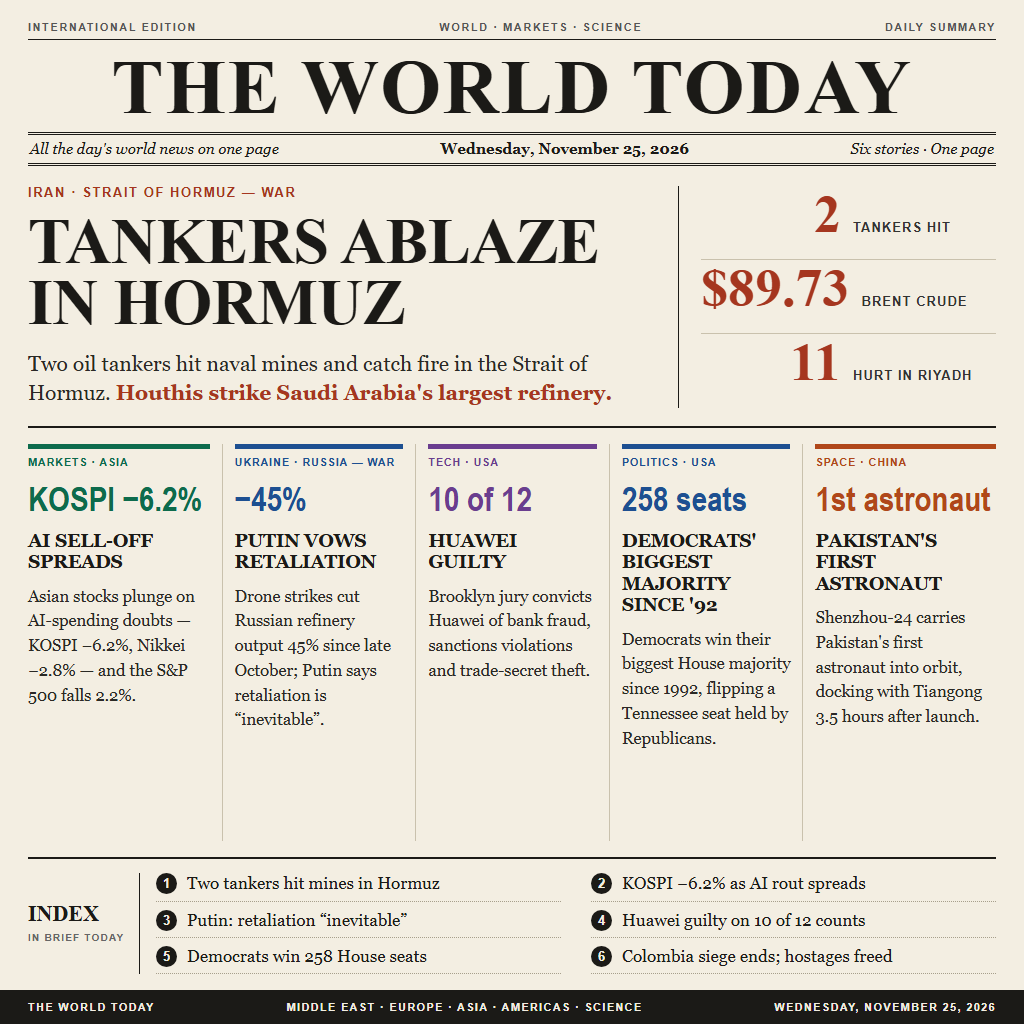 INTERNATIONAL EDITION
WORLD · MARKETS · SCIENCE
DAILY SUMMARY
THE WORLD TODAY
All the day's world news on one page
Wednesday, November 25, 2026
Six stories · One page
IRAN · STRAIT OF HORMUZ — WAR
TANKERS ABLAZE
IN HORMUZ
Two oil tankers hit naval mines and catch fire in the Strait of
Hormuz. Houthis strike Saudi Arabia's largest refinery.
2 TANKERS HIT
$89.73 BRENT CRUDE
11 HURT IN RIYADH
MARKETS · ASIA
KOSPI −6.2%
AI SELL-OFF
SPREADS
Asian stocks plunge on
AI-spending doubts —
KOSPI −6.2%, Nikkei
−2.8% — and the S&P
500 falls 2.2%.
UKRAINE · RUSSIA — WAR
−45%
PUTIN VOWS
RETALIATION
Drone strikes cut
Russian refinery
output 45% since late
October; Putin says
retaliation is
“inevitable”.
TECH · USA
10 of 12
HUAWEI
GUILTY
Brooklyn jury convicts
Huawei of bank fraud,
sanctions violations
and trade-secret theft.
POLITICS · USA
258 seats
DEMOCRATS'
BIGGEST
MAJORITY
SINCE '92
Democrats win their
biggest House majority
since 1992, flipping a
Tennessee seat held by
Republicans.
SPACE · CHINA
1st astronaut
PAKISTAN'S
FIRST
ASTRONAUT
Shenzhou-24 carries
Pakistan's first
astronaut into orbit,
docking with Tiangong
3.5 hours after launch.
INDEX
IN BRIEF TODAY
1 Two tankers hit mines in Hormuz
2 KOSPI −6.2% as AI rout spreads
3 Putin: retaliation “inevitable”
4 Huawei guilty on 10 of 12 counts
5 Democrats win 258 House seats
6 Colombia siege ends; hostages freed
THE WORLD TODAY
MIDDLE EAST · EUROPE · ASIA · AMERICAS · SCIENCE
WEDNESDAY, NOVEMBER 25, 2026